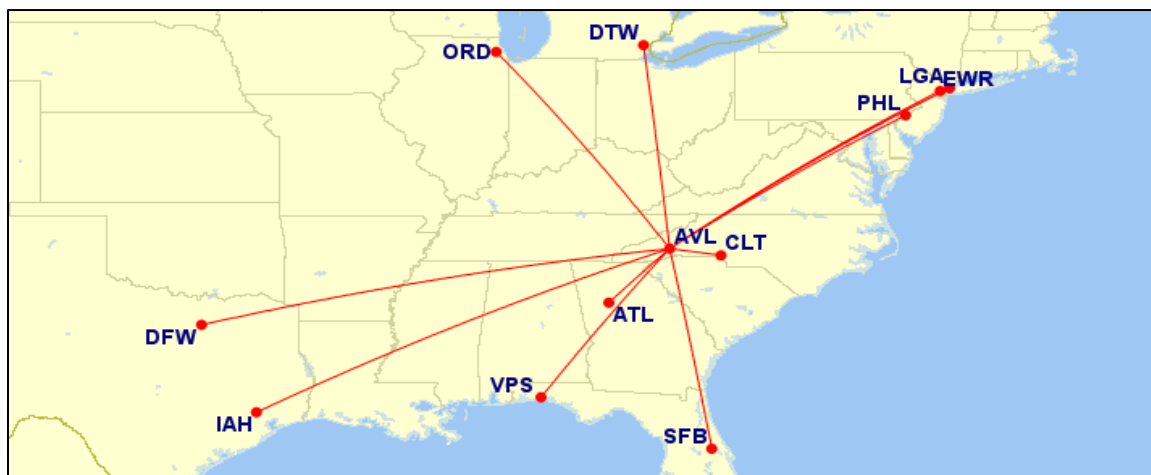 DTW
ORD
LGA EWR
PHL
AVL
CLT
ATL
DFW
VPS
IAH
SFB